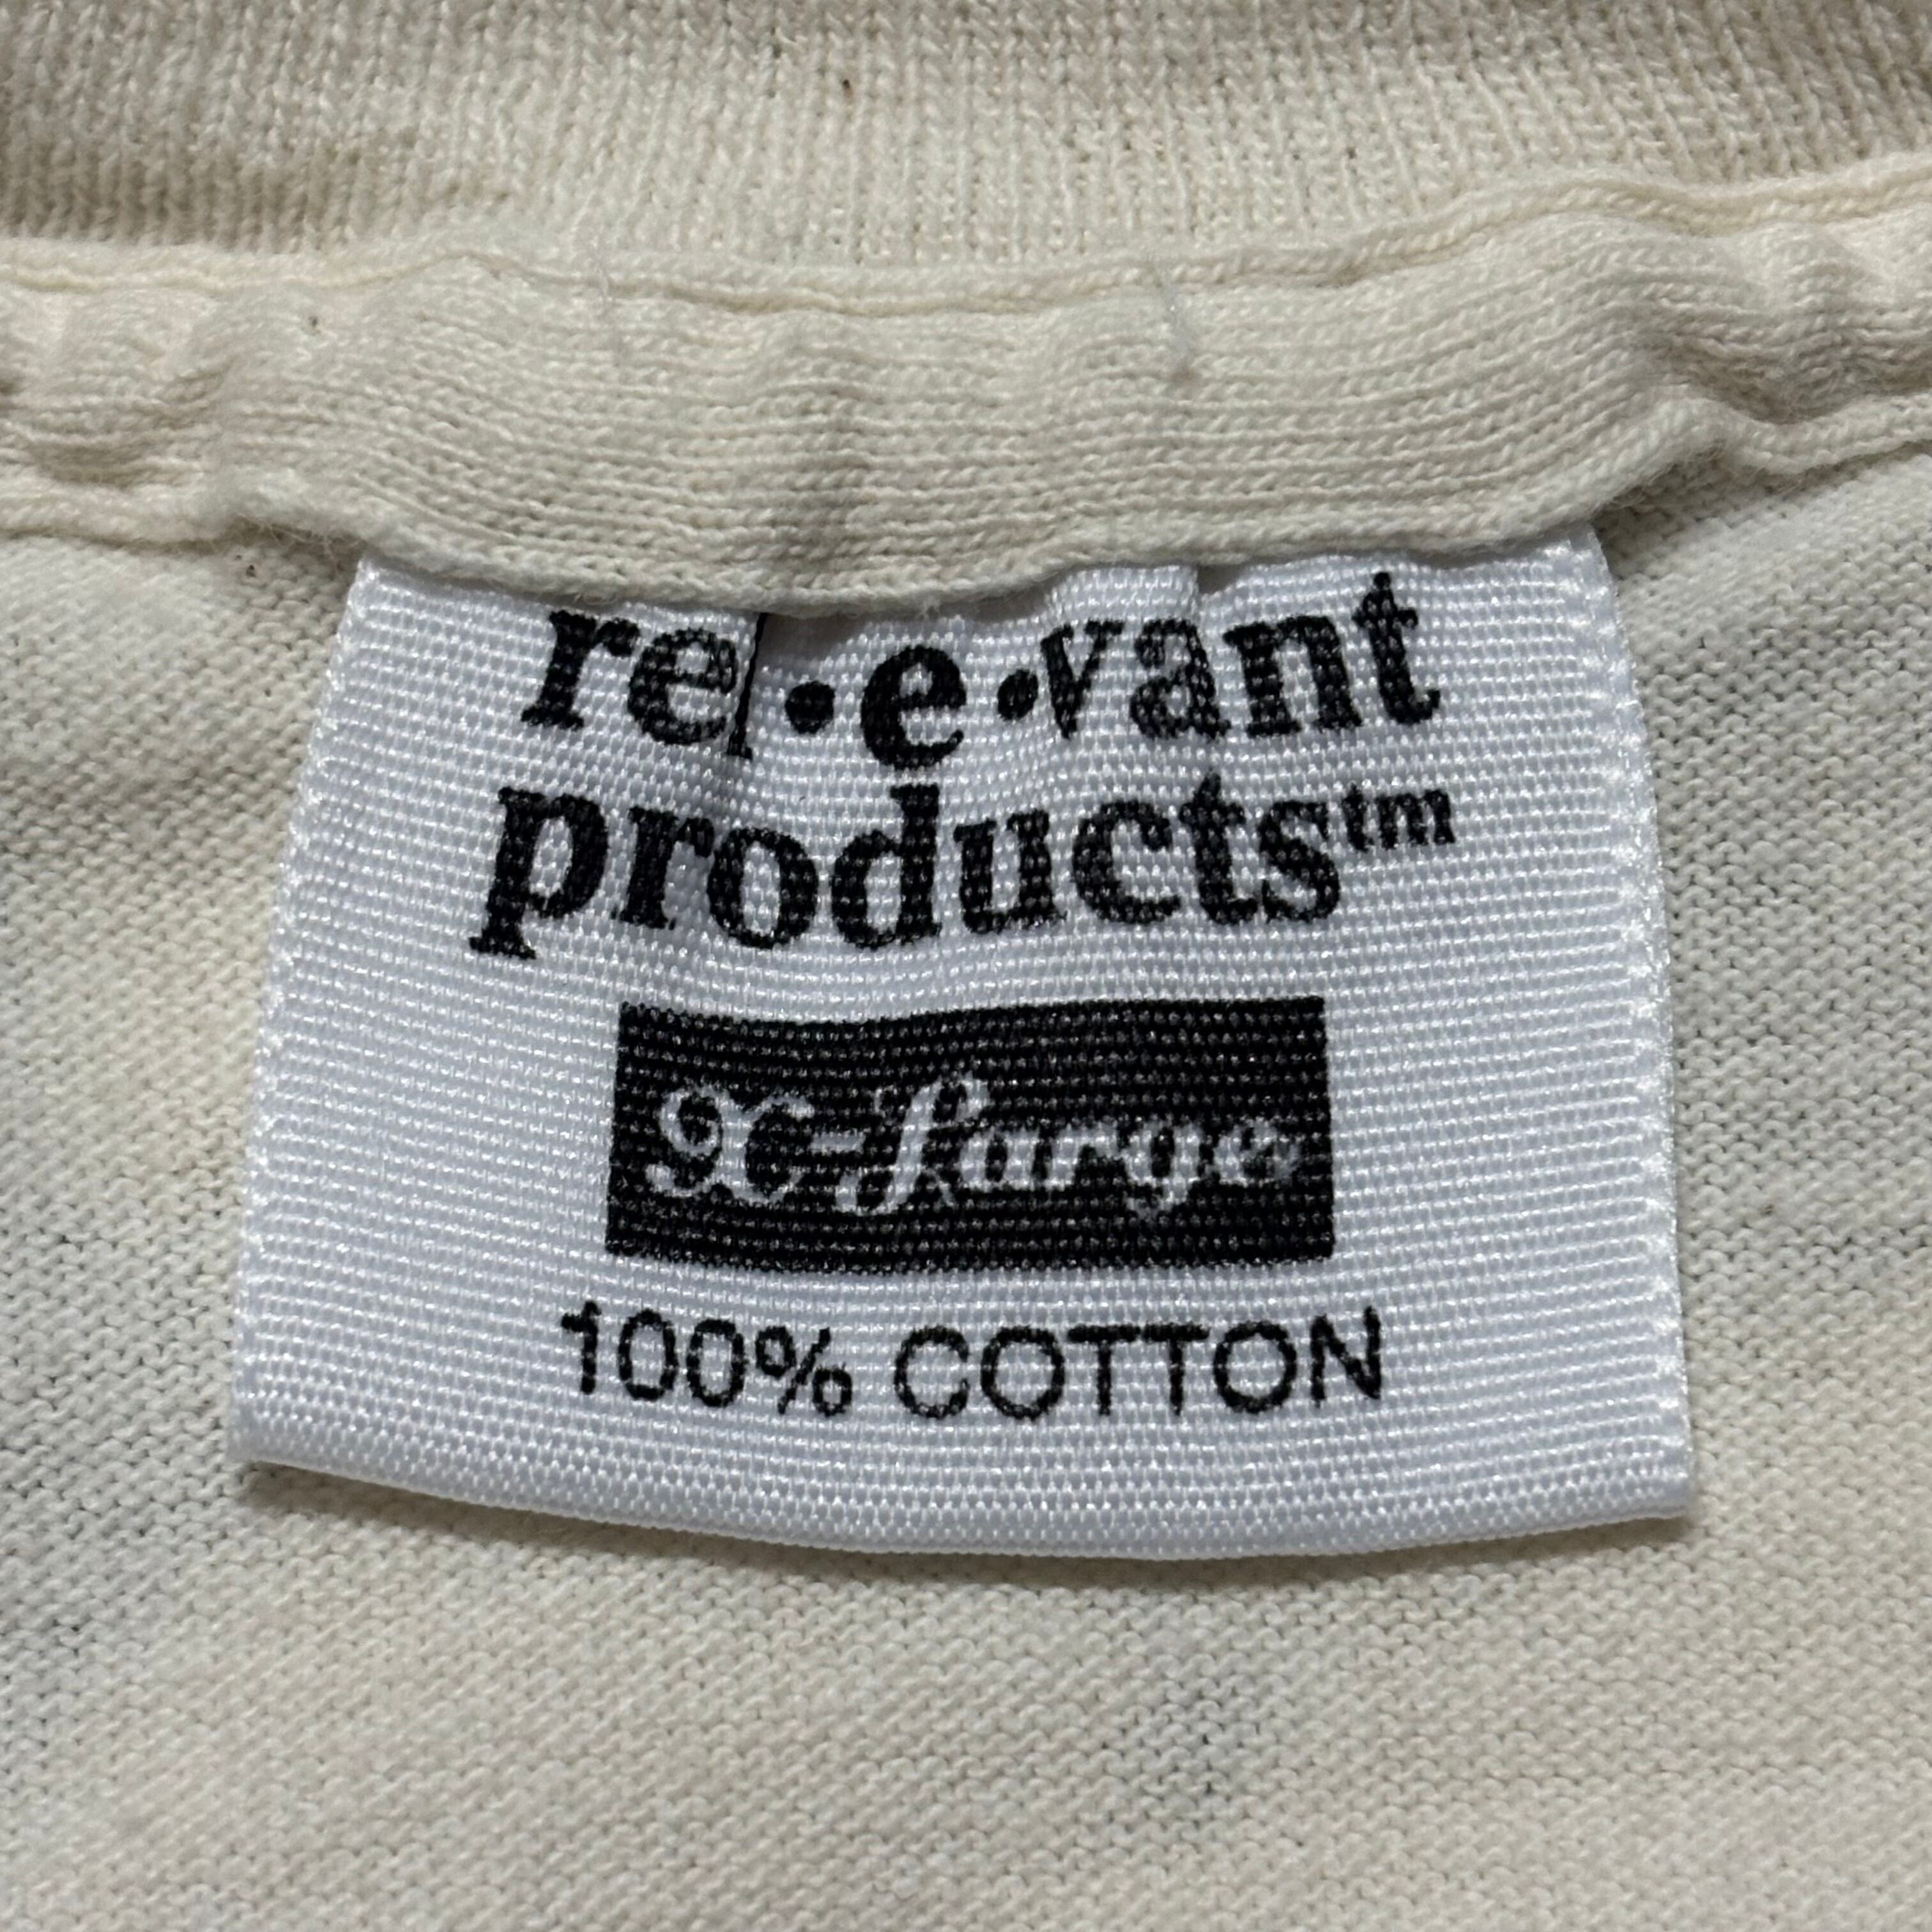 rel•e•vant
products™
X-Large
100% COTTON